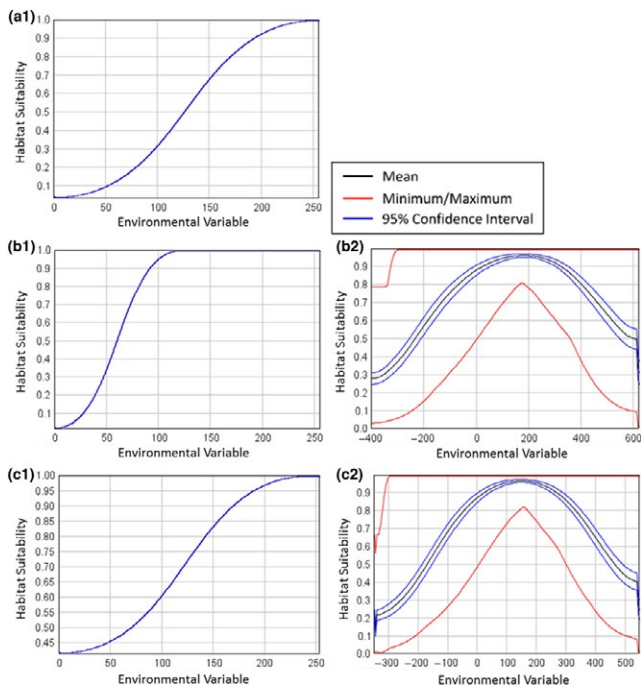 (a1)
1.0
0.9
0.8
0.7
0.6
0.5
0.4
0.3
0.2
0.1
Habitat Suitability
0 50 100 150 200 250
Environmental Variable
Mean
Minimum/Maximum
95% Confidence Interval
(b1)
1.0
0.9
0.8
0.7
0.6
0.5
0.4
0.3
0.2
0.1
Habitat Suitability
0 50 100 150 200 250
Environmental Variable
(b2)
0.9
0.8
0.7
0.6
0.5
0.4
0.3
0.2
0.1
0.0
Habitat Suitability
−400 −200 0 200 400 600
Environmental Variable
(c1)
1.00
0.95
0.90
0.85
0.80
0.75
0.70
0.65
0.60
0.55
0.50
0.45
Habitat Suitability
0 50 100 150 200 250
Environmental Variable
(c2)
0.9
0.8
0.7
0.6
0.5
0.4
0.3
0.2
0.1
0.0
Habitat Suitability
−300 −200 −100 0 100 200 300 400 500
Environmental Variable